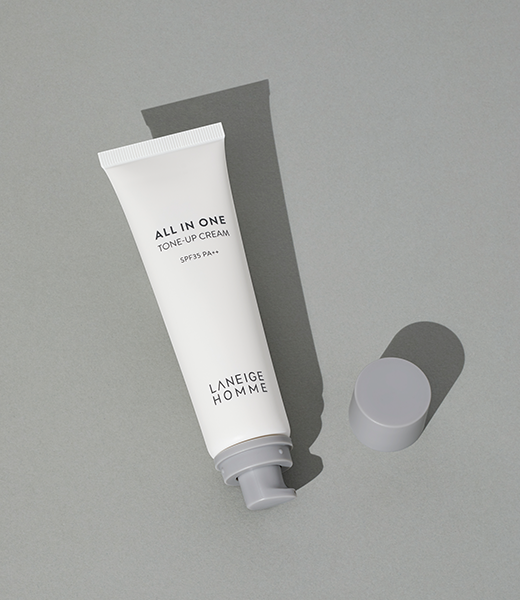 ALL IN ONE
TONE-UP CREAM
SPF35 PA++
LANEIGE
HOMME